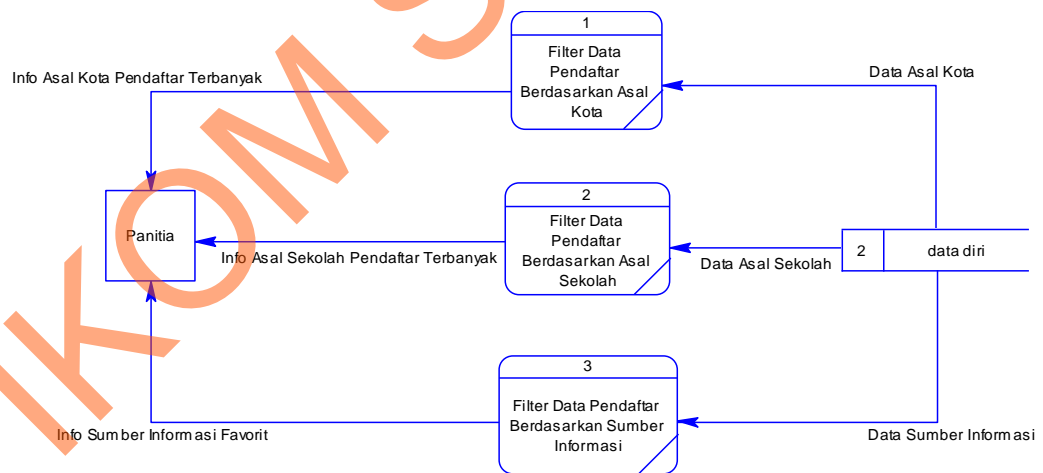 1
Filter Data
Pendaftar
Berdasarkan Asal
Kota
Info Asal Kota Pendaftar Terbanyak
Data Asal Kota
2
Filter Data
Pendaftar
Berdasarkan Asal
Sekolah
Panitia
Info Asal Sekolah Pendaftar Terbanyak
Data Asal Sekolah
2
data diri
3
Filter Data Pendaftar
Berdasarkan Sumber
Informasi
Info Sumber Informasi Favorit
Data Sumber Informasi
IKOM S